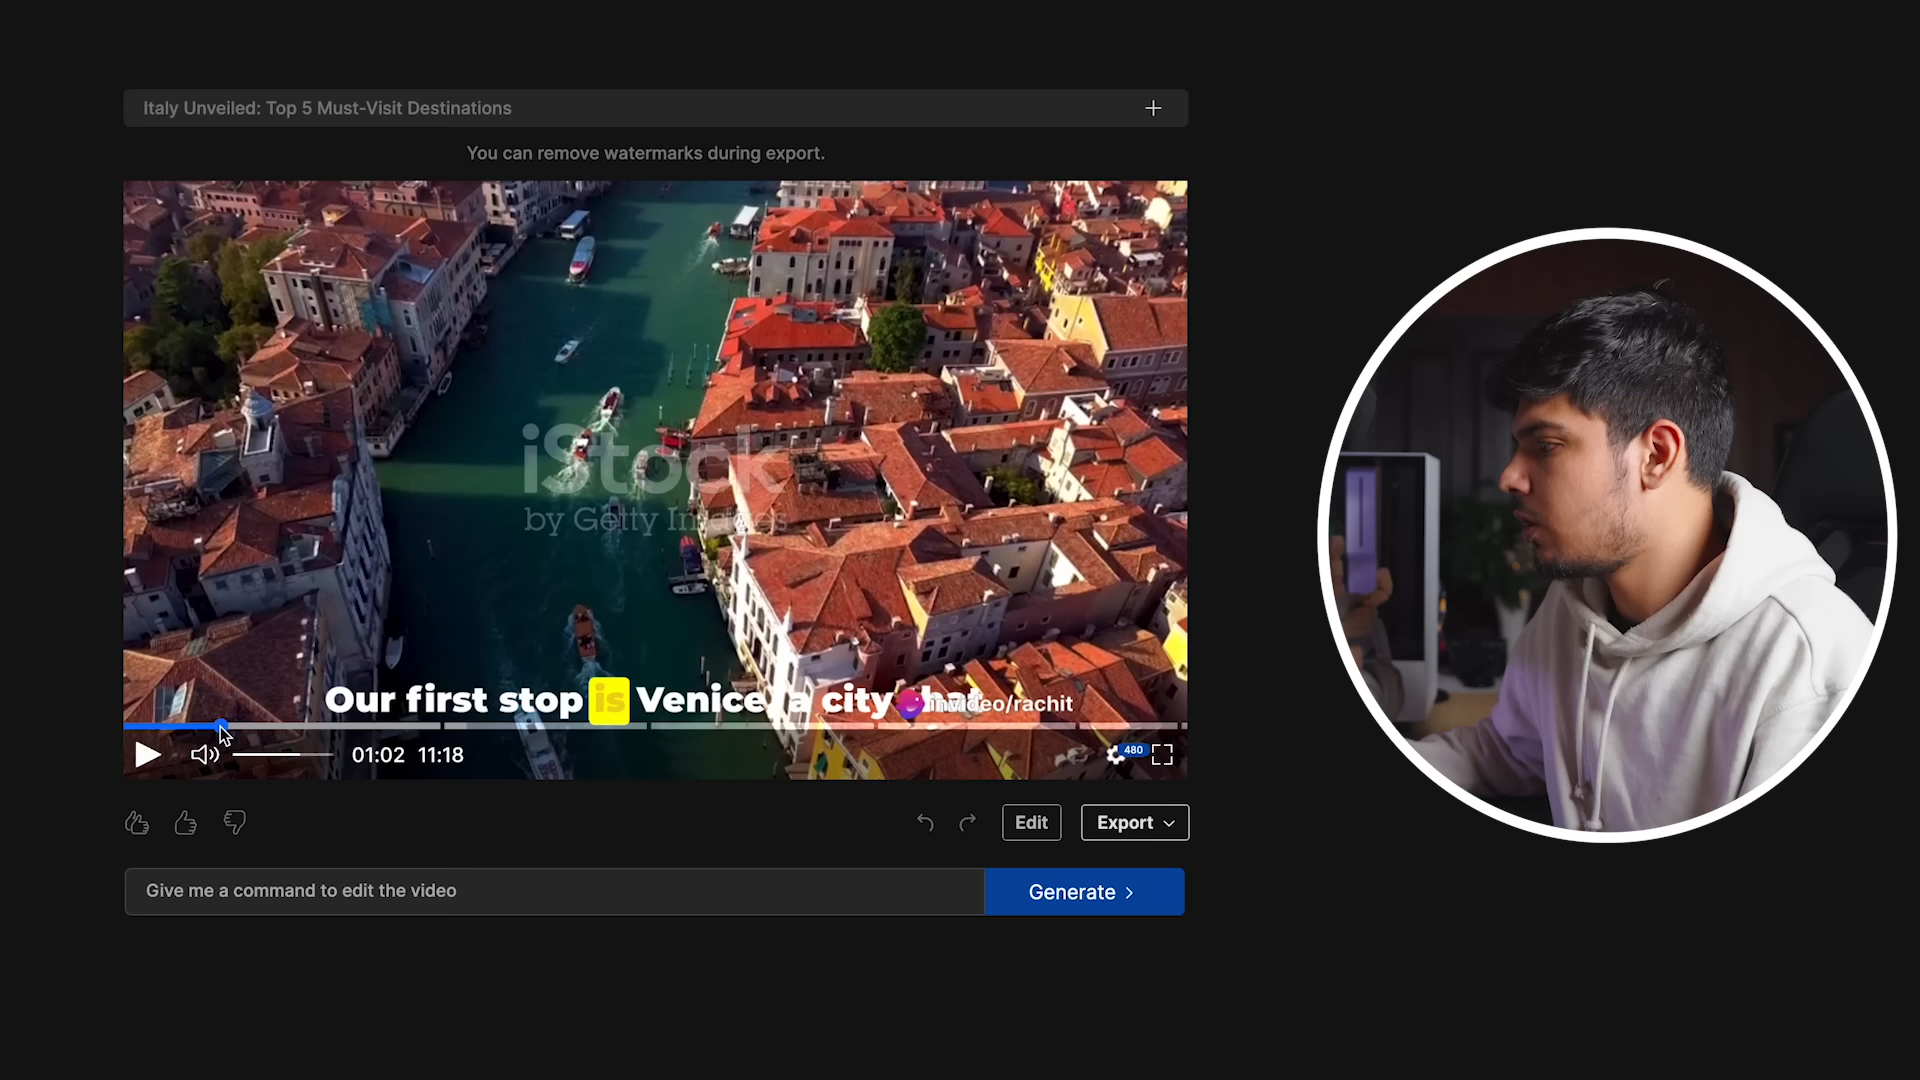 Italy Unveiled: Top 5 Must-Visit Destinations
You can remove watermarks during export.
iStock
by Getty Images
Our first stop is Venice, a city that
invideo/rachit
01:02 11:18
480
Edit
Export
Give me a command to edit the video
Generate